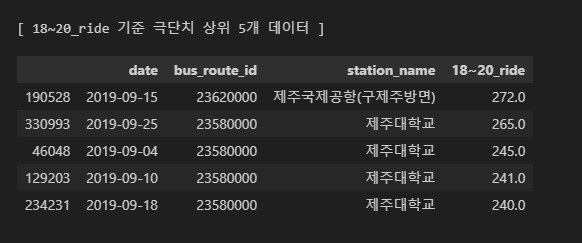 [ 18~20_ride 기준 극단치 상위 5개 데이터 ]
date bus_route_id station_name 18~20_ride
190528 2019-09-15 23620000 제주국제공항(구제주방면) 272.0
330993 2019-09-25 23580000 제주대학교 265.0
46048 2019-09-04 23580000 제주대학교 245.0
129203 2019-09-10 23580000 제주대학교 241.0
234231 2019-09-18 23580000 제주대학교 240.0